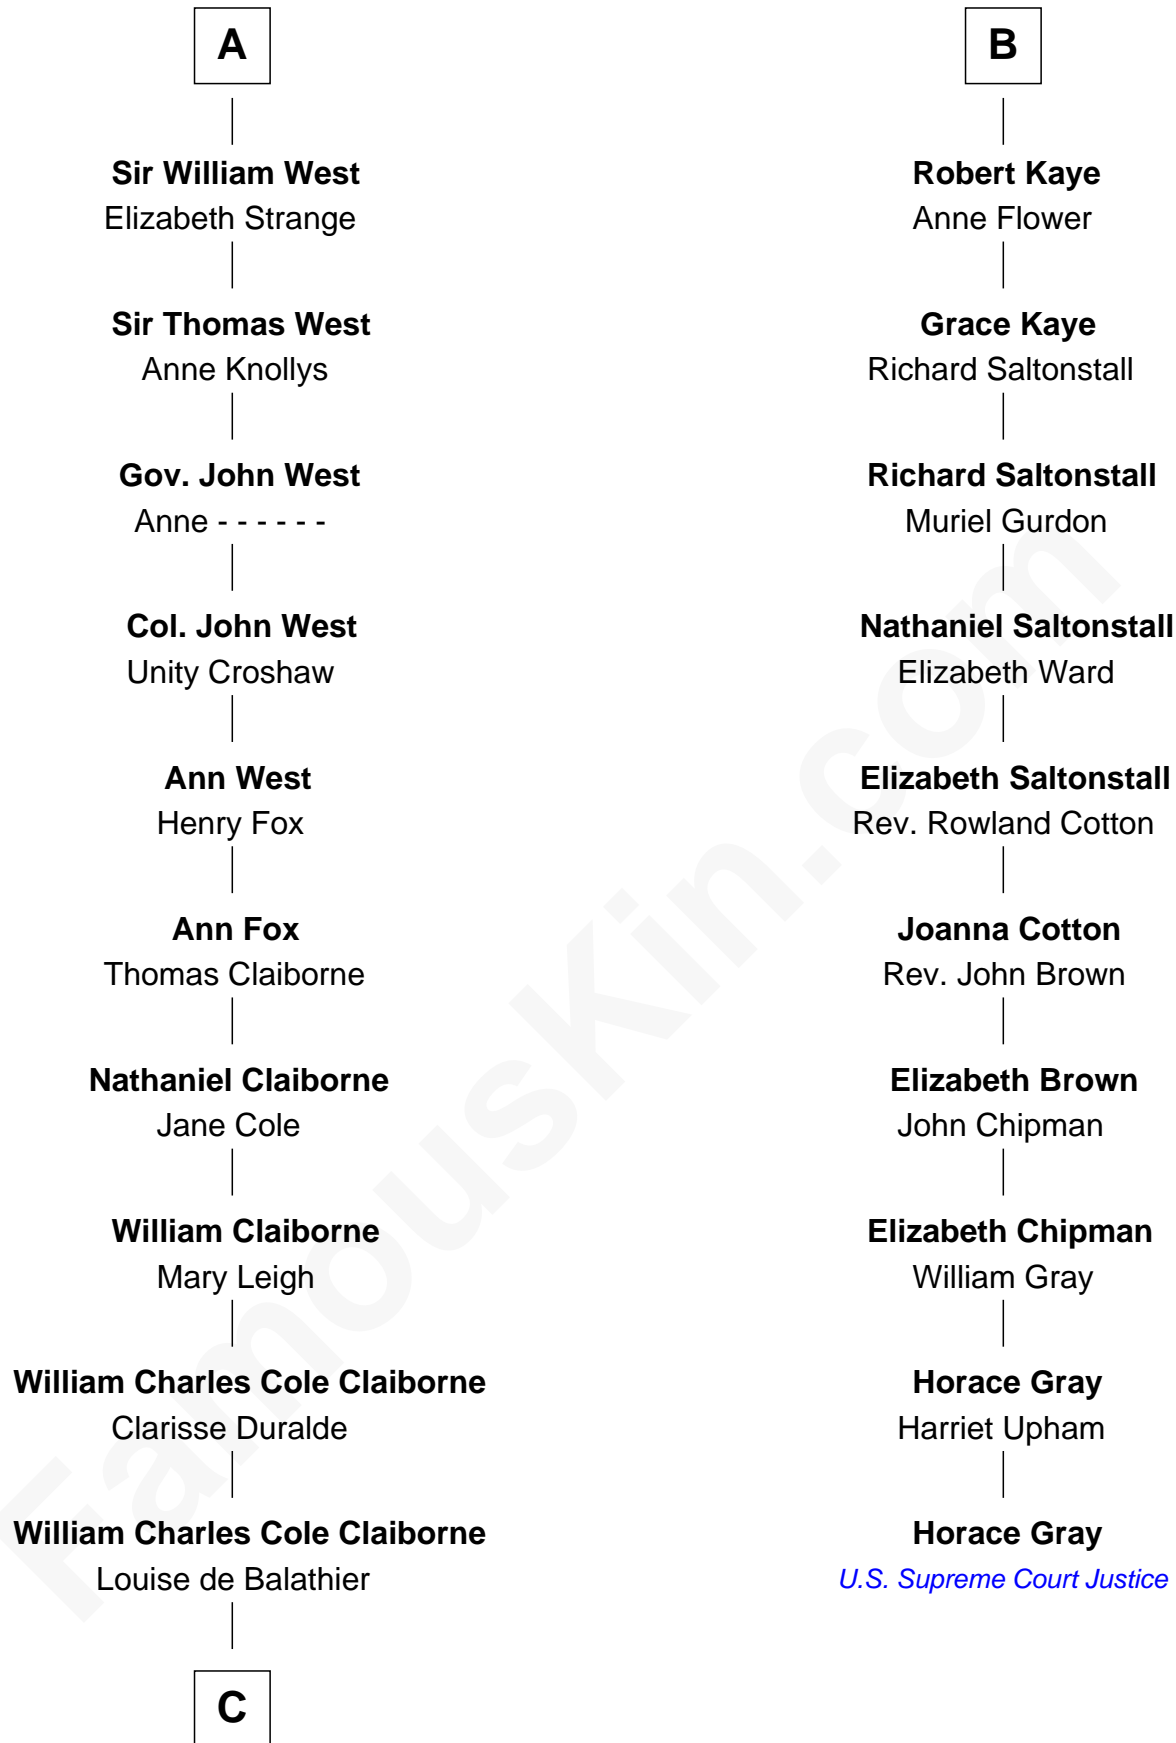 A
Sir William West
Elizabeth Strange
Sir Thomas West
Anne Knollys
Gov. John West
Anne - - - - - -
Col. John West
Unity Croshaw
Ann West
Henry Fox
Ann Fox
Thomas Claiborne
Nathaniel Claiborne
Jane Cole
William Claiborne
Mary Leigh
William Charles Cole Claiborne
Clarisse Duralde
William Charles Cole Claiborne
Louise de Balathier
C
B
Robert Kaye
Anne Flower
Grace Kaye
Richard Saltonstall
Richard Saltonstall
Muriel Gurdon
Nathaniel Saltonstall
Elizabeth Ward
Elizabeth Saltonstall
Rev. Rowland Cotton
Joanna Cotton
Rev. John Brown
Elizabeth Brown
John Chipman
Elizabeth Chipman
William Gray
Horace Gray
Harriet Upham
Horace Gray
U.S. Supreme Court Justice
FamousKin.com